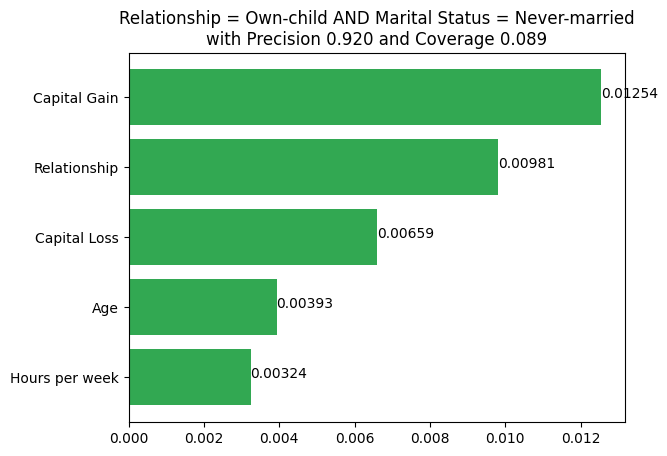 Relationship = Own-child AND Marital Status = Never-married
with Precision 0.920 and Coverage 0.089
Capital Gain
0.01254
Relationship
0.00981
Capital Loss
0.00659
Age
0.00393
Hours per week
0.00324
0.000 0.002 0.004 0.006 0.008 0.010 0.012